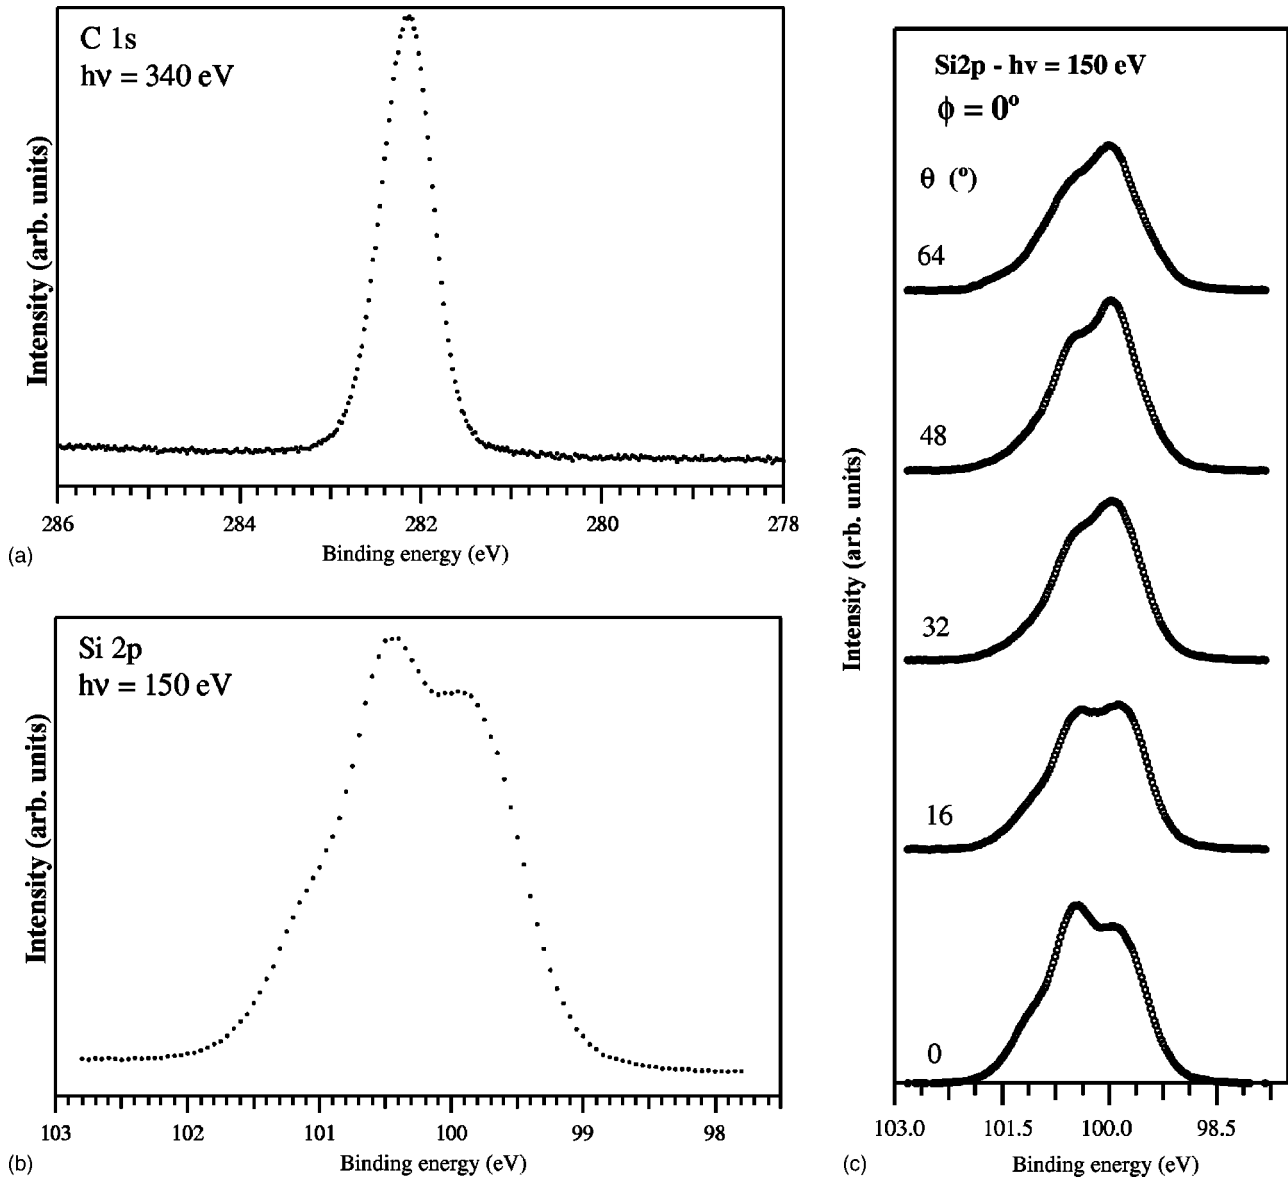 C 1s
hν = 340 eV
Intensity (arb. units)
286 284 282 280 278
Binding energy (eV)
(a)
Si 2p
hν = 150 eV
Intensity (arb. units)
103 102 101 100 99 98
Binding energy (eV)
(b)
Si2p - hν = 150 eV
ϕ = 0º
θ (º)
64
48
32
16
0
Intensity (arb. units)
103.0 101.5 100.0 98.5
Binding energy (eV)
(c)